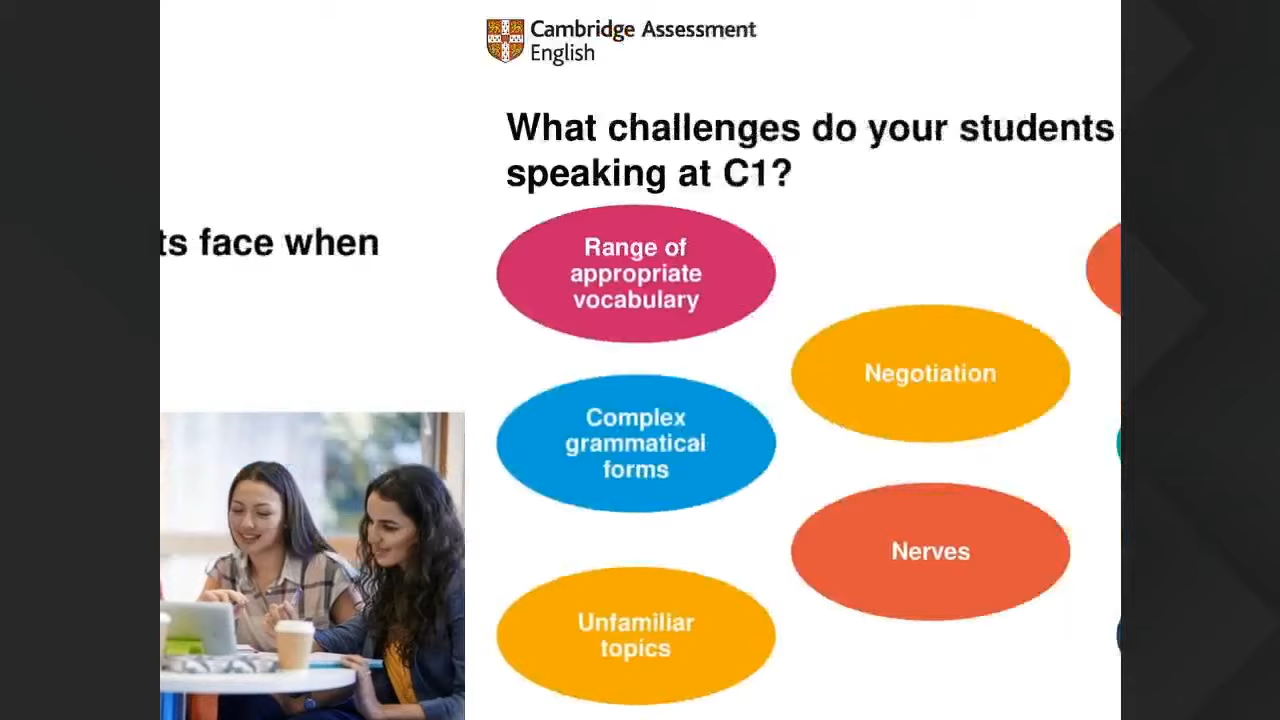 Cambridge Assessment
English
What challenges do your students
speaking at C1?
ts face when
Range of
appropriate
vocabulary
Negotiation
Complex
grammatical
forms
Nerves
Unfamiliar
topics